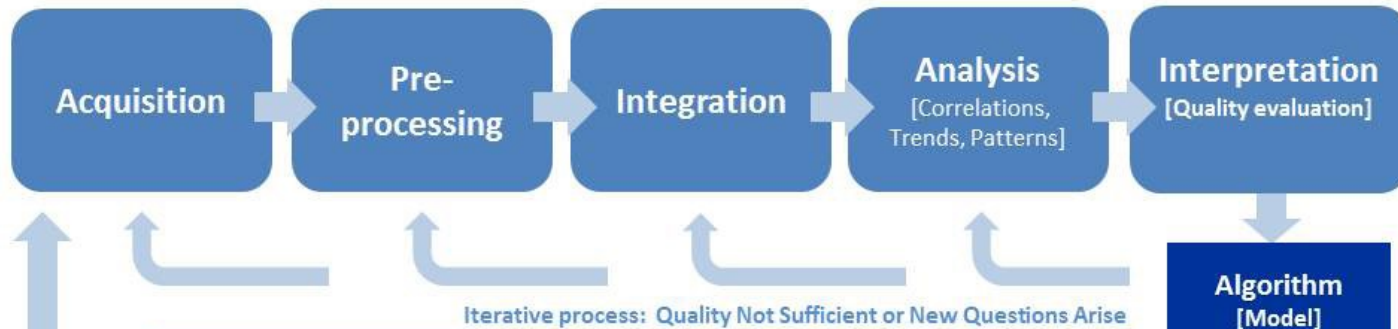 Acquisition
Pre-
processing
Integration
Analysis
[Correlations,
Trends, Patterns]
Interpretation
[Quality evaluation]
Iterative process: Quality Not Sufficient or New Questions Arise
Algorithm
[Model]